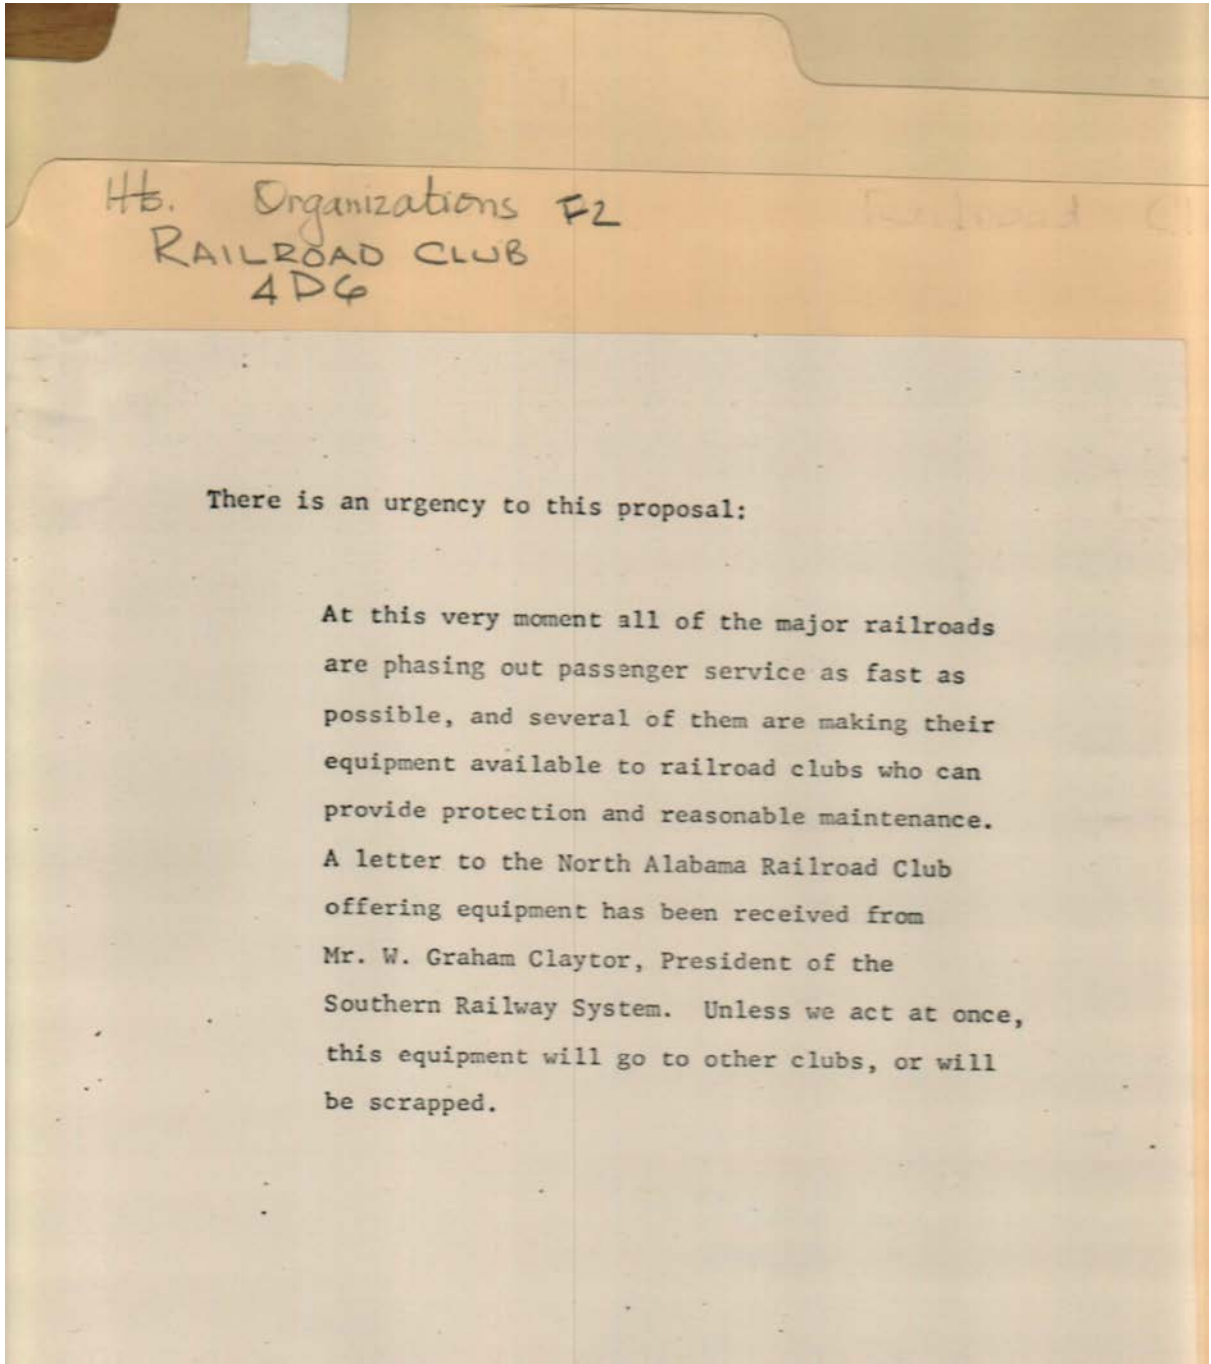 Hb. Organizations F2
RAILROAD CLUB
4D6
There is an urgency to this proposal:
At this very moment all of the major railroads
are phasing out passenger service as fast as
possible, and several of them are making their
equipment available to railroad clubs who can
provide protection and reasonable maintenance.
A letter to the North Alabama Railroad Club
offering equipment has been received from
Mr. W. Graham Claytor, President of the
Southern Railway System. Unless we act at once,
this equipment will go to other clubs, or will
be scrapped.